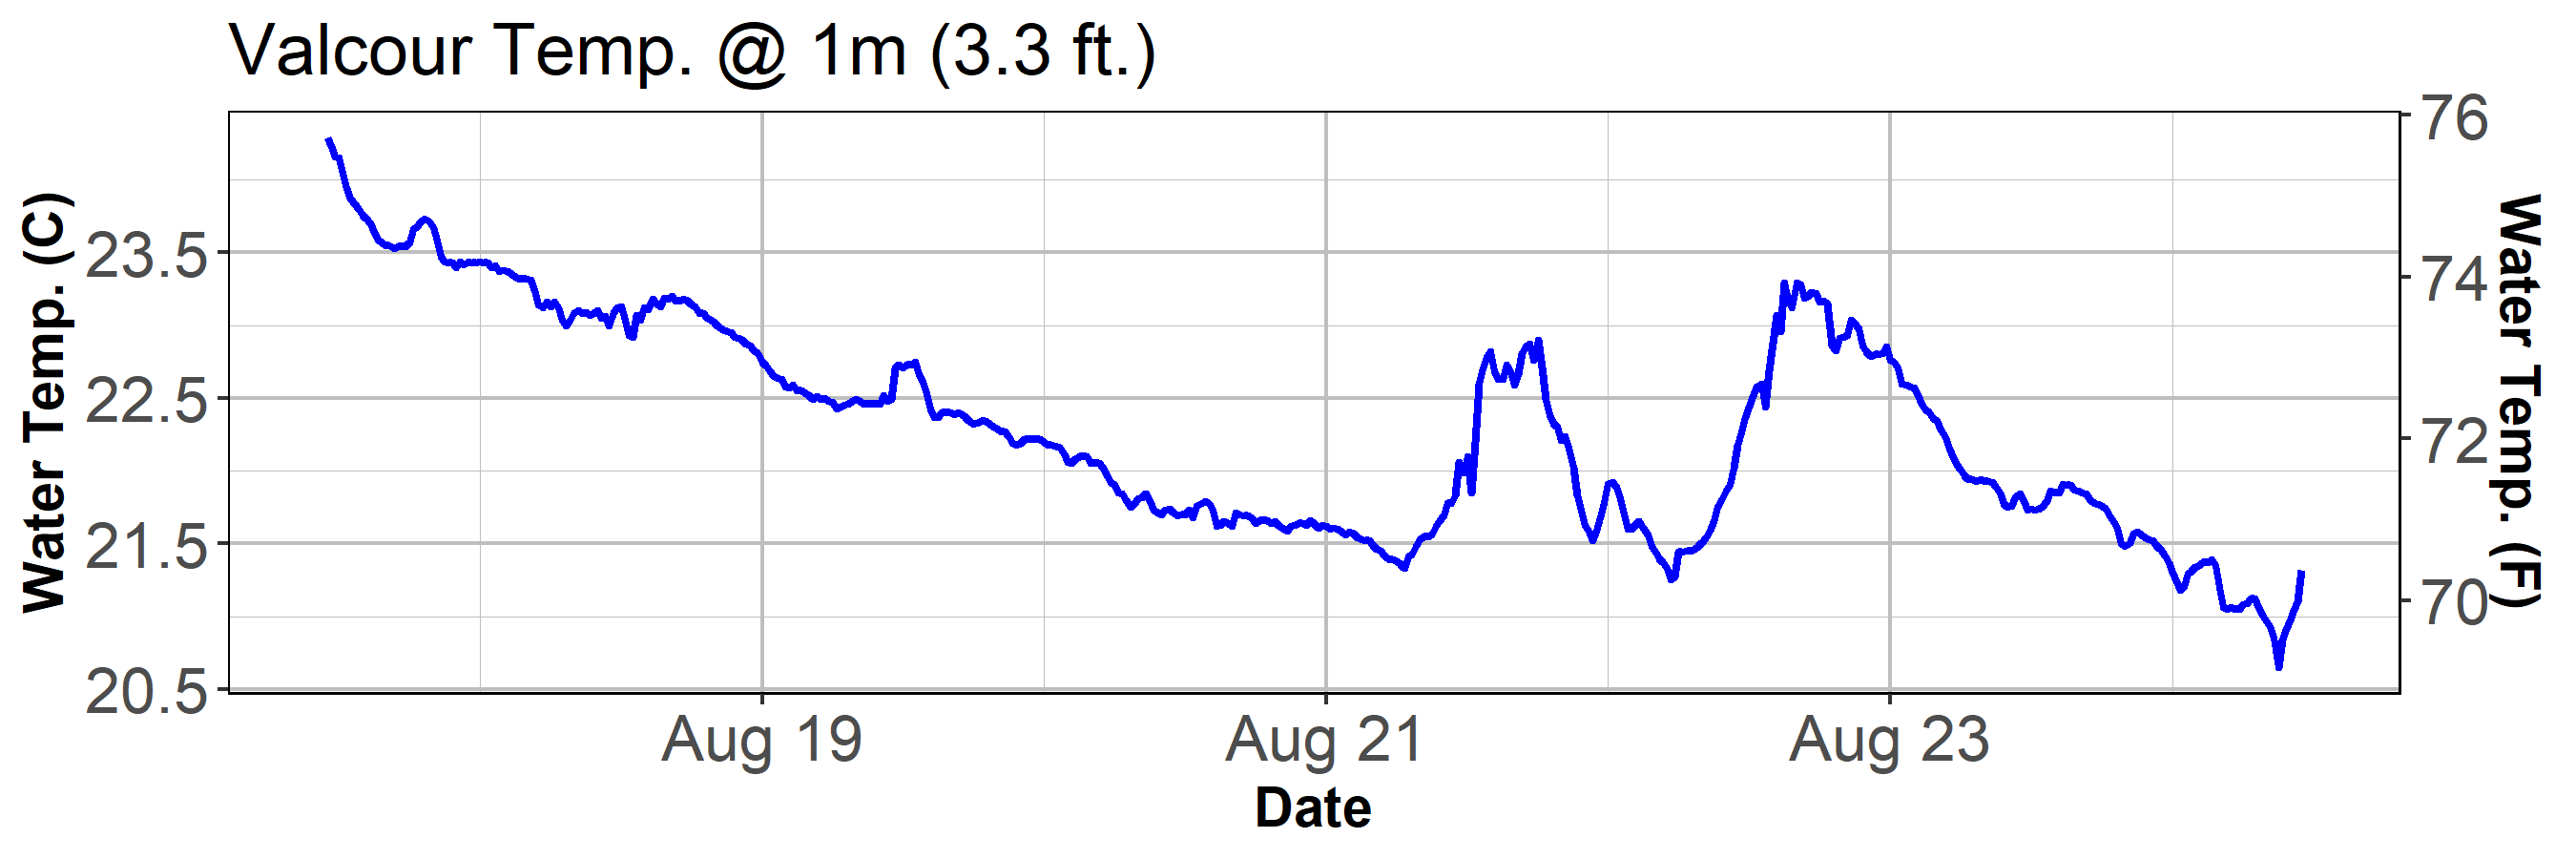 Valcour Temp. @ 1m (3.3 ft.)
Water Temp. (C)
23.5
22.5
21.5
20.5
76
74
72
70
Water Temp. (F)
Aug 19
Aug 21
Aug 23
Date